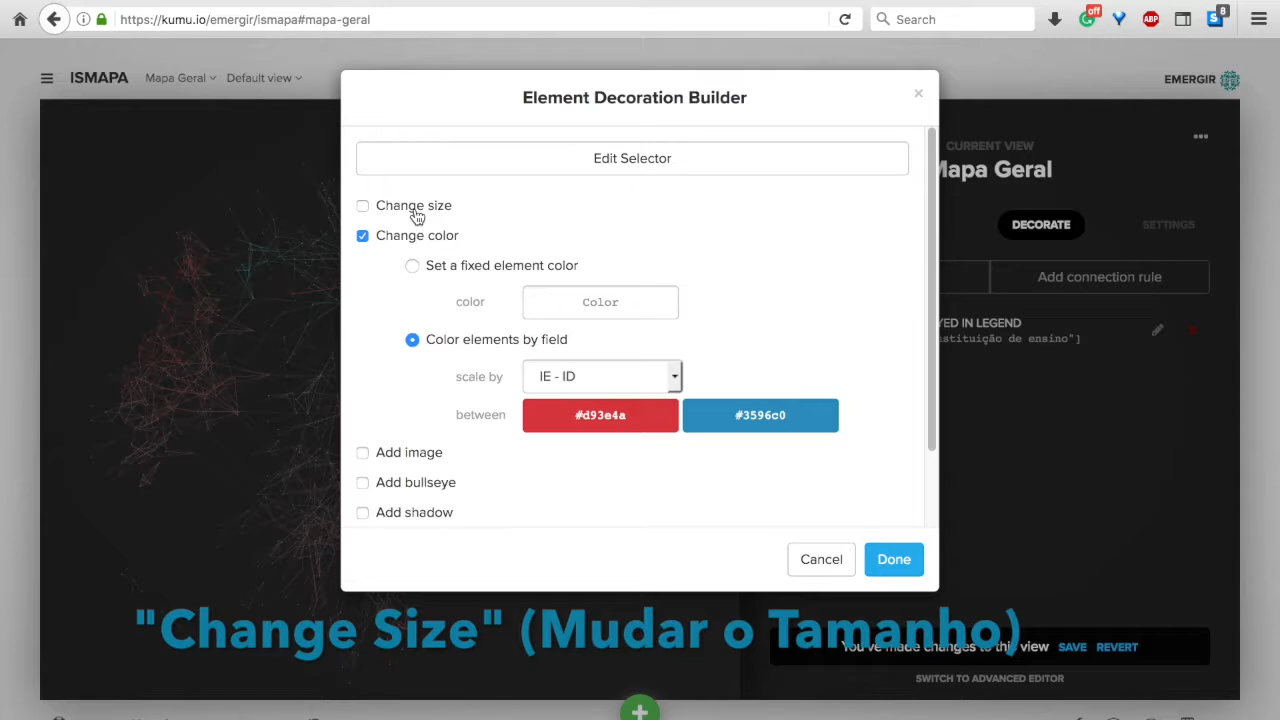 https://kumu.io/emergir/ismapa#mapa-geral
Search
off
ABP
8
ISMAPA
Mapa Geral
Default view
EMERGIR
Element Decoration Builder
×
Edit Selector
Change size
Change color
Set a fixed element color
color
Color
Color elements by field
scale by
IE - ID
between
#d93e4a
#3596c0
Add image
Add bullseye
Add shadow
Cancel
Done
CURRENT VIEW
Mapa Geral
DECORATE
SETTINGS
Add connection rule
YED IN LEGEND
stituição de ensino"]
"Change Size" (Mudar o Tamanho)
You've made changes to this view
SAVE
REVERT
SWITCH TO ADVANCED EDITOR